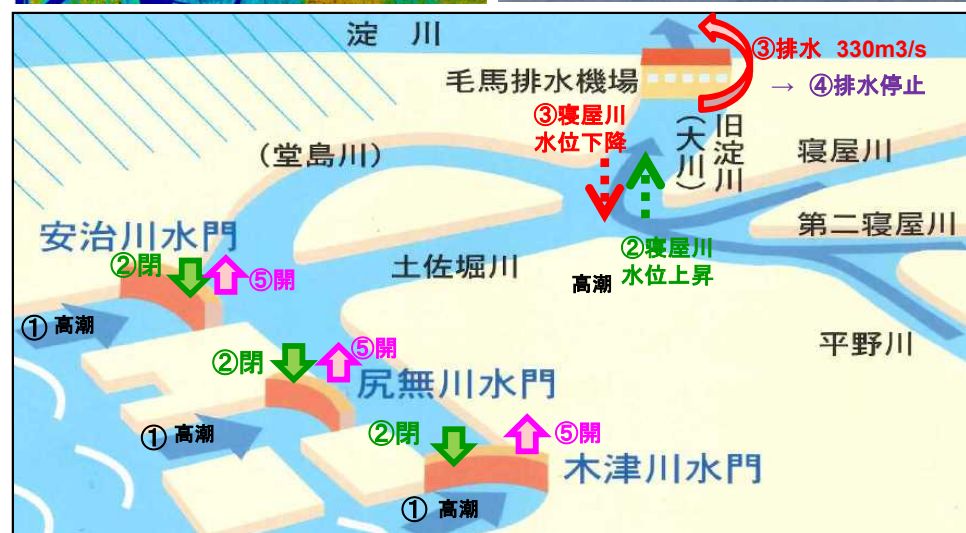 淀 川
③排水 330m3/s
→ ④排水停止
毛馬排水機場
③寝屋川
水位下降
旧淀川
(大川)
寝屋川
(堂島川)
第二寝屋川
安治川水門
②閉
⑤開
土佐堀川
②寝屋川
水位上昇
高潮
① 高潮
平野川
②閉
⑤開
尻無川水門
① 高潮
②閉
⑤開
木津川水門
① 高潮